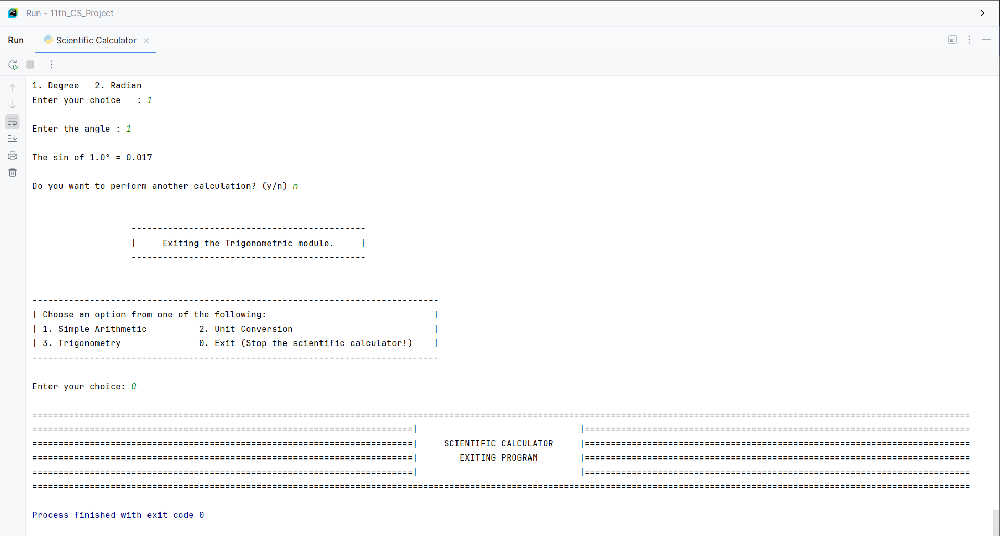 Run - 11th_CS_Project
Run Scientific Calculator
1. Degree   2. Radian
Enter your choice   : 1
Enter the angle : 1
The sin of 1.0° = 0.017
Do you want to perform another calculation? (y/n) n
---------------------------------------------
|     Exiting the Trigonometric module.     |
---------------------------------------------
------------------------------------------------------------------------------
| Choose an option from one of the following:                                |
| 1. Simple Arithmetic          2. Unit Conversion                           |
| 3. Trigonometry               0. Exit (Stop the scientific calculator!)    |
------------------------------------------------------------------------------
Enter your choice: 0
====================================================================================================================================================================================
=========================================================================|                               |==========================================================================
=========================================================================|     SCIENTIFIC CALCULATOR     |==========================================================================
=========================================================================|        EXITING PROGRAM        |==========================================================================
=========================================================================|                               |==========================================================================
====================================================================================================================================================================================
Process finished with exit code 0